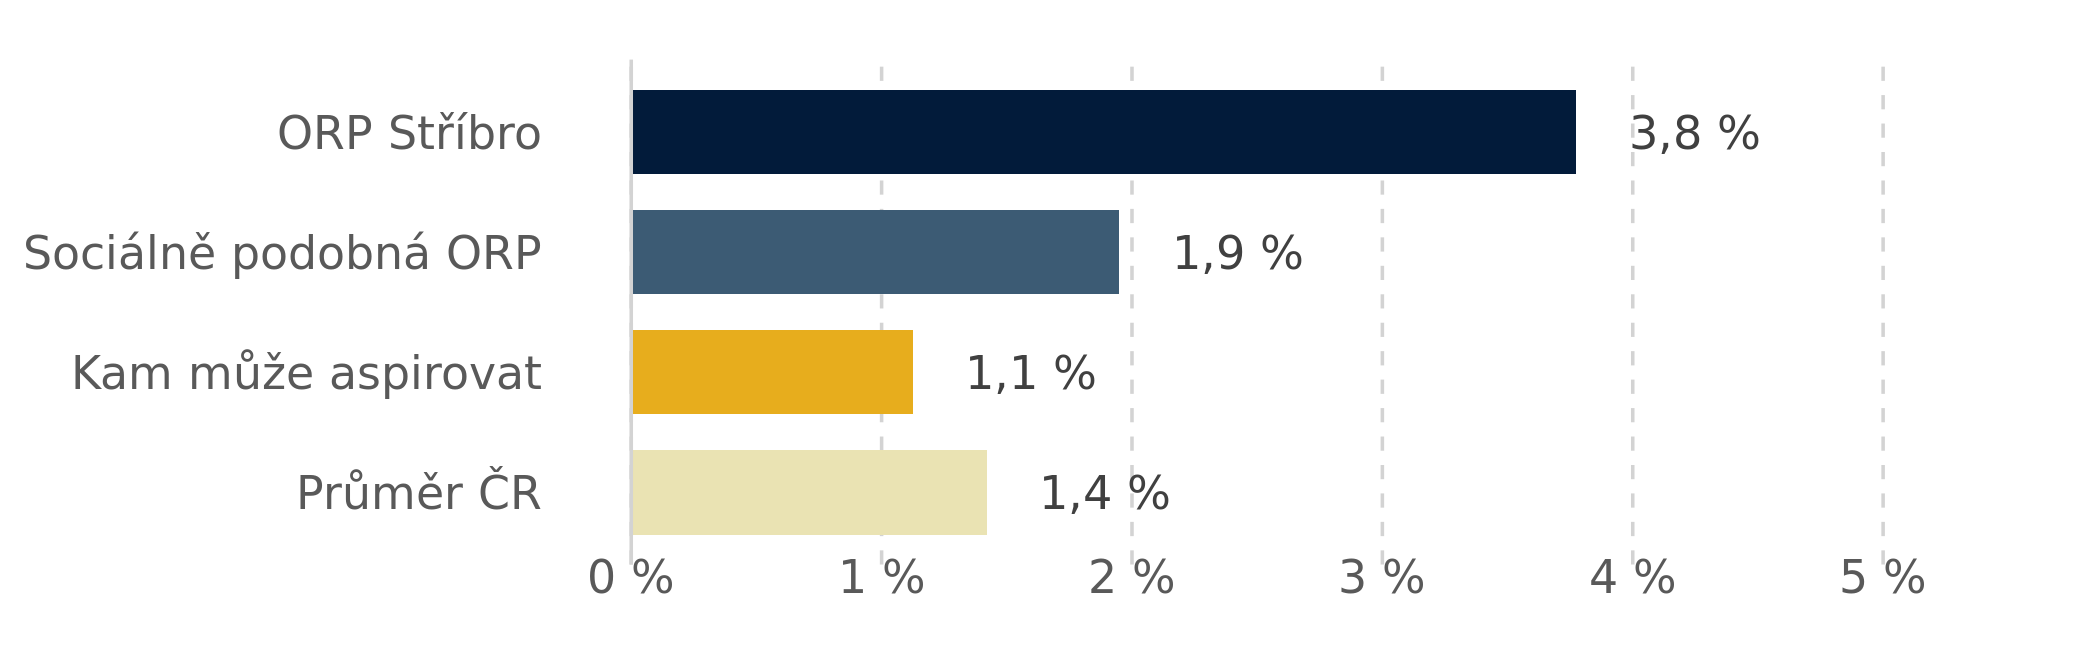 ORP Stříbro 3,8 %
Sociálně podobná ORP 1,9 %
Kam může aspirovat 1,1 %
Průměr ČR 1,4 %
0 % 1 % 2 % 3 % 4 % 5 %